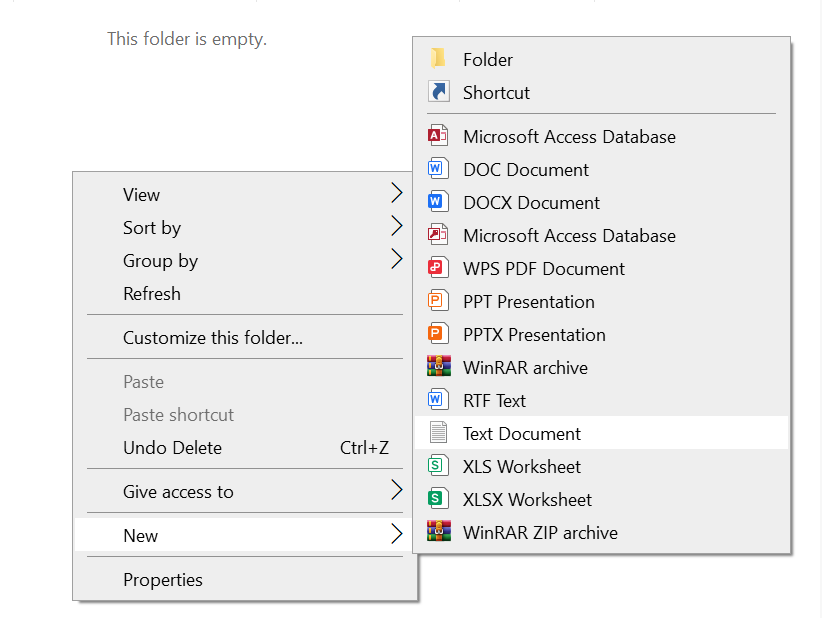 This folder is empty.
View
Sort by
Group by
Refresh
Customize this folder...
Paste
Paste shortcut
Undo Delete Ctrl+Z
Give access to
New
Properties
Folder
Shortcut
Microsoft Access Database
DOC Document
DOCX Document
Microsoft Access Database
WPS PDF Document
PPT Presentation
PPTX Presentation
WinRAR archive
RTF Text
Text Document
XLS Worksheet
XLSX Worksheet
WinRAR ZIP archive